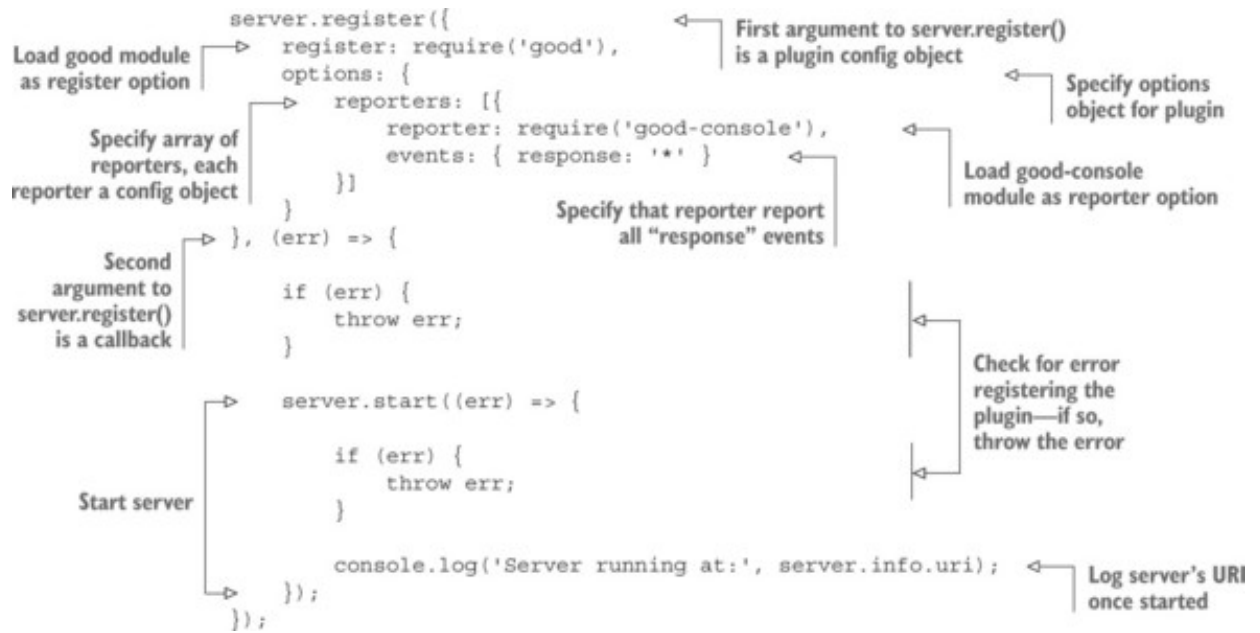 server.register({
First argument to server.register()
is a plugin config object
Load good module
as register option
register: require('good'),
options: {
Specify options
object for plugin
reporters: [{
Specify array of
reporters, each
reporter a config object
reporter: require('good-console'),
Load good-console
module as reporter option
events: { response: '*' }
Specify that reporter report
all “response” events
}]
}
}, (err) => {
Second
argument to
server.register()
is a callback
if (err) {
throw err;
}
Check for error
registering the
plugin—if so,
throw the error
server.start((err) => {
Start server
if (err) {
throw err;
}
console.log('Server running at:', server.info.uri);
Log server’s URI
once started
});
});